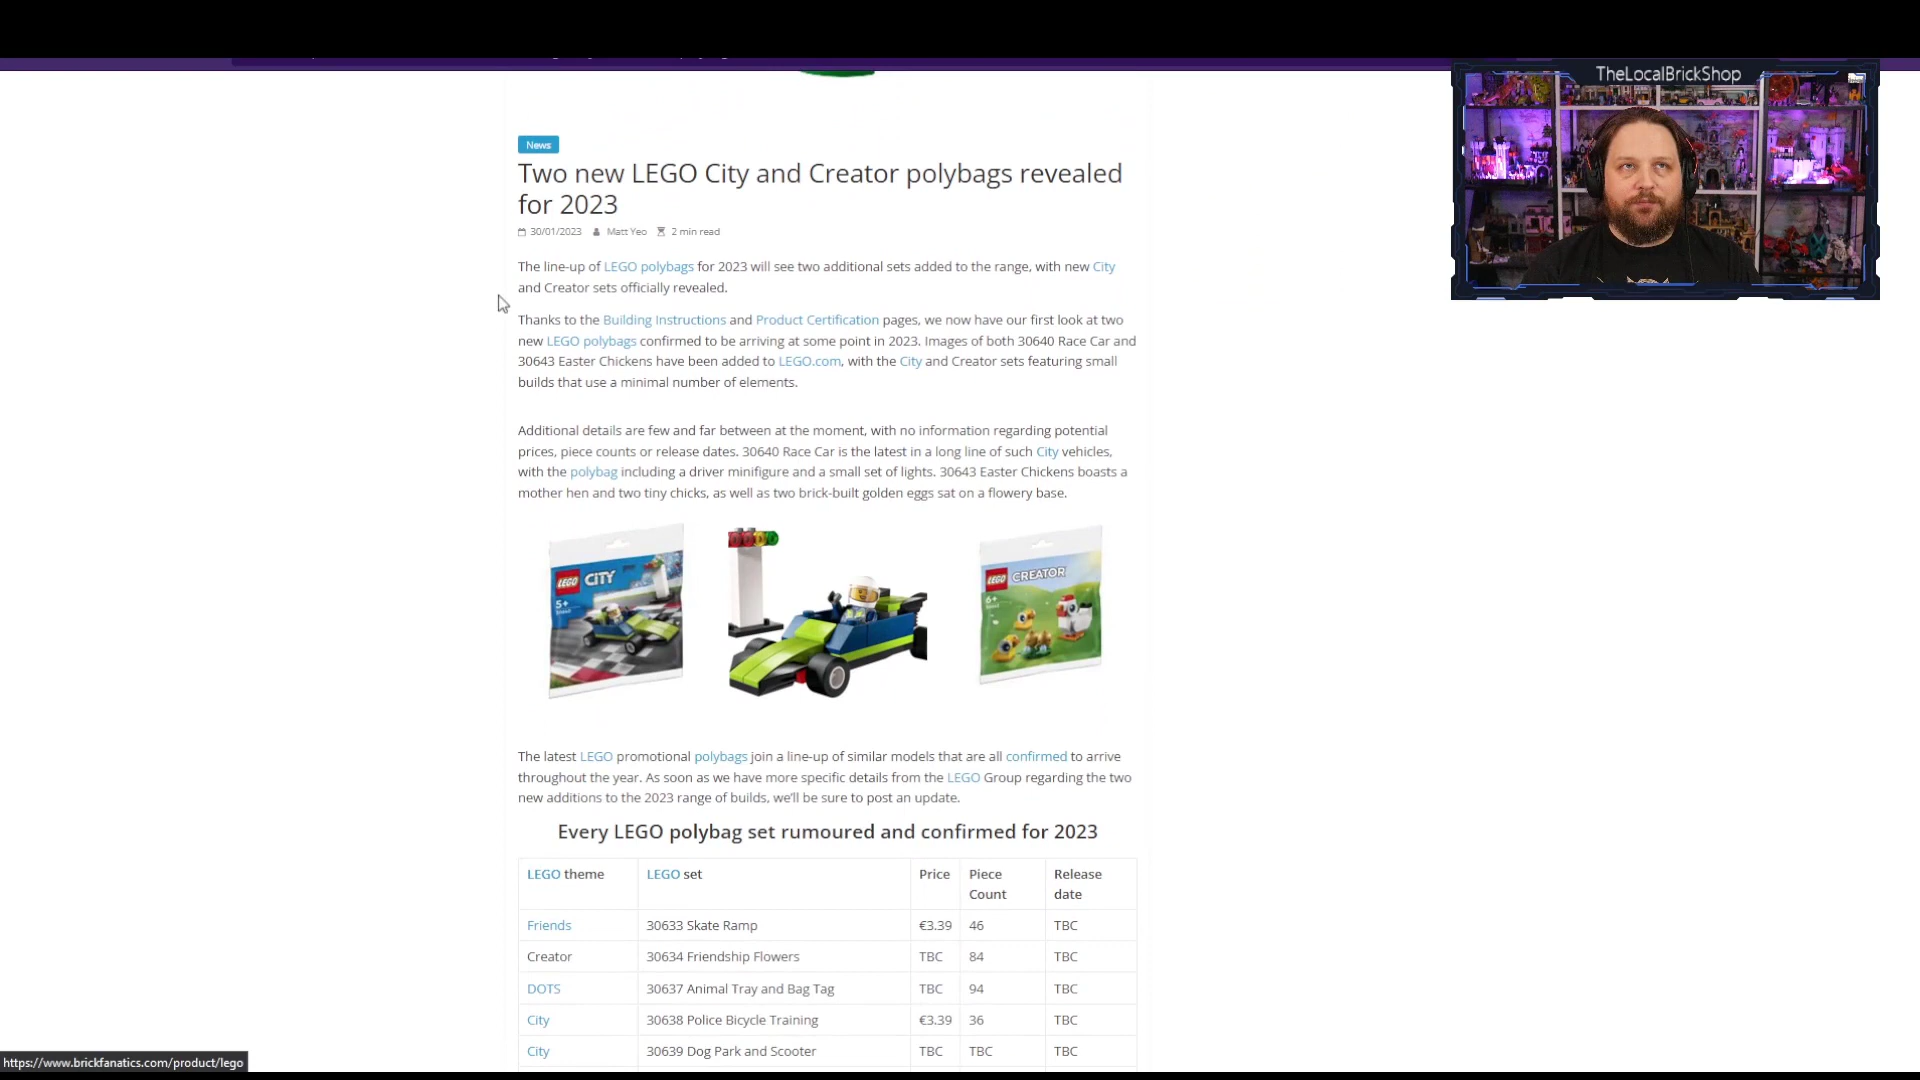 TheLocalBrickShop
News
Two new LEGO City and Creator polybags revealed
for 2023
30/01/2023 Matt Yeo 2 min read
The line-up of LEGO polybags for 2023 will see two additional sets added to the range, with new City
and Creator sets officially revealed.
Thanks to the Building Instructions and Product Certification pages, we now have our first look at two
new LEGO polybags confirmed to be arriving at some point in 2023. Images of both 30640 Race Car and
30643 Easter Chickens have been added to LEGO.com, with the City and Creator sets featuring small
builds that use a minimal number of elements.
Additional details are few and far between at the moment, with no information regarding potential
prices, piece counts or release dates. 30640 Race Car is the latest in a long line of such City vehicles,
with the polybag including a driver minifigure and a small set of lights. 30643 Easter Chickens boasts a
mother hen and two tiny chicks, as well as two brick-built golden eggs sat on a flowery base.
LEGO CITY
5+
LEGO CREATOR
6+
The latest LEGO promotional polybags join a line-up of similar models that are all confirmed to arrive
throughout the year. As soon as we have more specific details from the LEGO Group regarding the two
new additions to the 2023 range of builds, we'll be sure to post an update.
Every LEGO polybag set rumoured and confirmed for 2023
LEGO theme LEGO set Price Piece Count Release date
Friends 30633 Skate Ramp €3.39 46 TBC
Creator 30634 Friendship Flowers TBC 84 TBC
DOTS 30637 Animal Tray and Bag Tag TBC 94 TBC
City 30638 Police Bicycle Training €3.39 36 TBC
City 30639 Dog Park and Scooter TBC TBC TBC
https://www.brickfanatics.com/product/lego